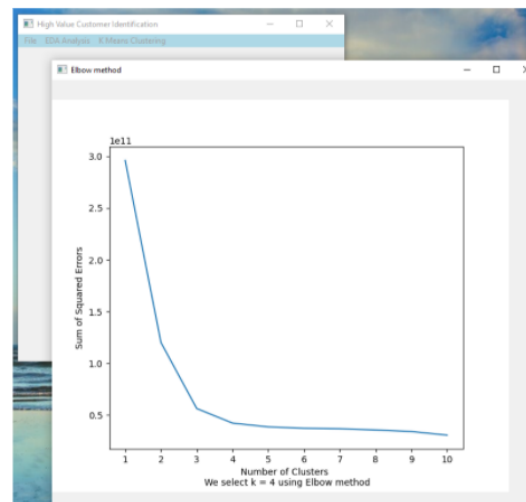 High Value Customer Identification
File EDA Analysis K Means Clustering
Elbow method
1e11
3.0
2.5
2.0
1.5
1.0
0.5
Sum of Squared Errors
1 2 3 4 5 6 7 8 9 10
Number of Clusters
We select k = 4 using Elbow method